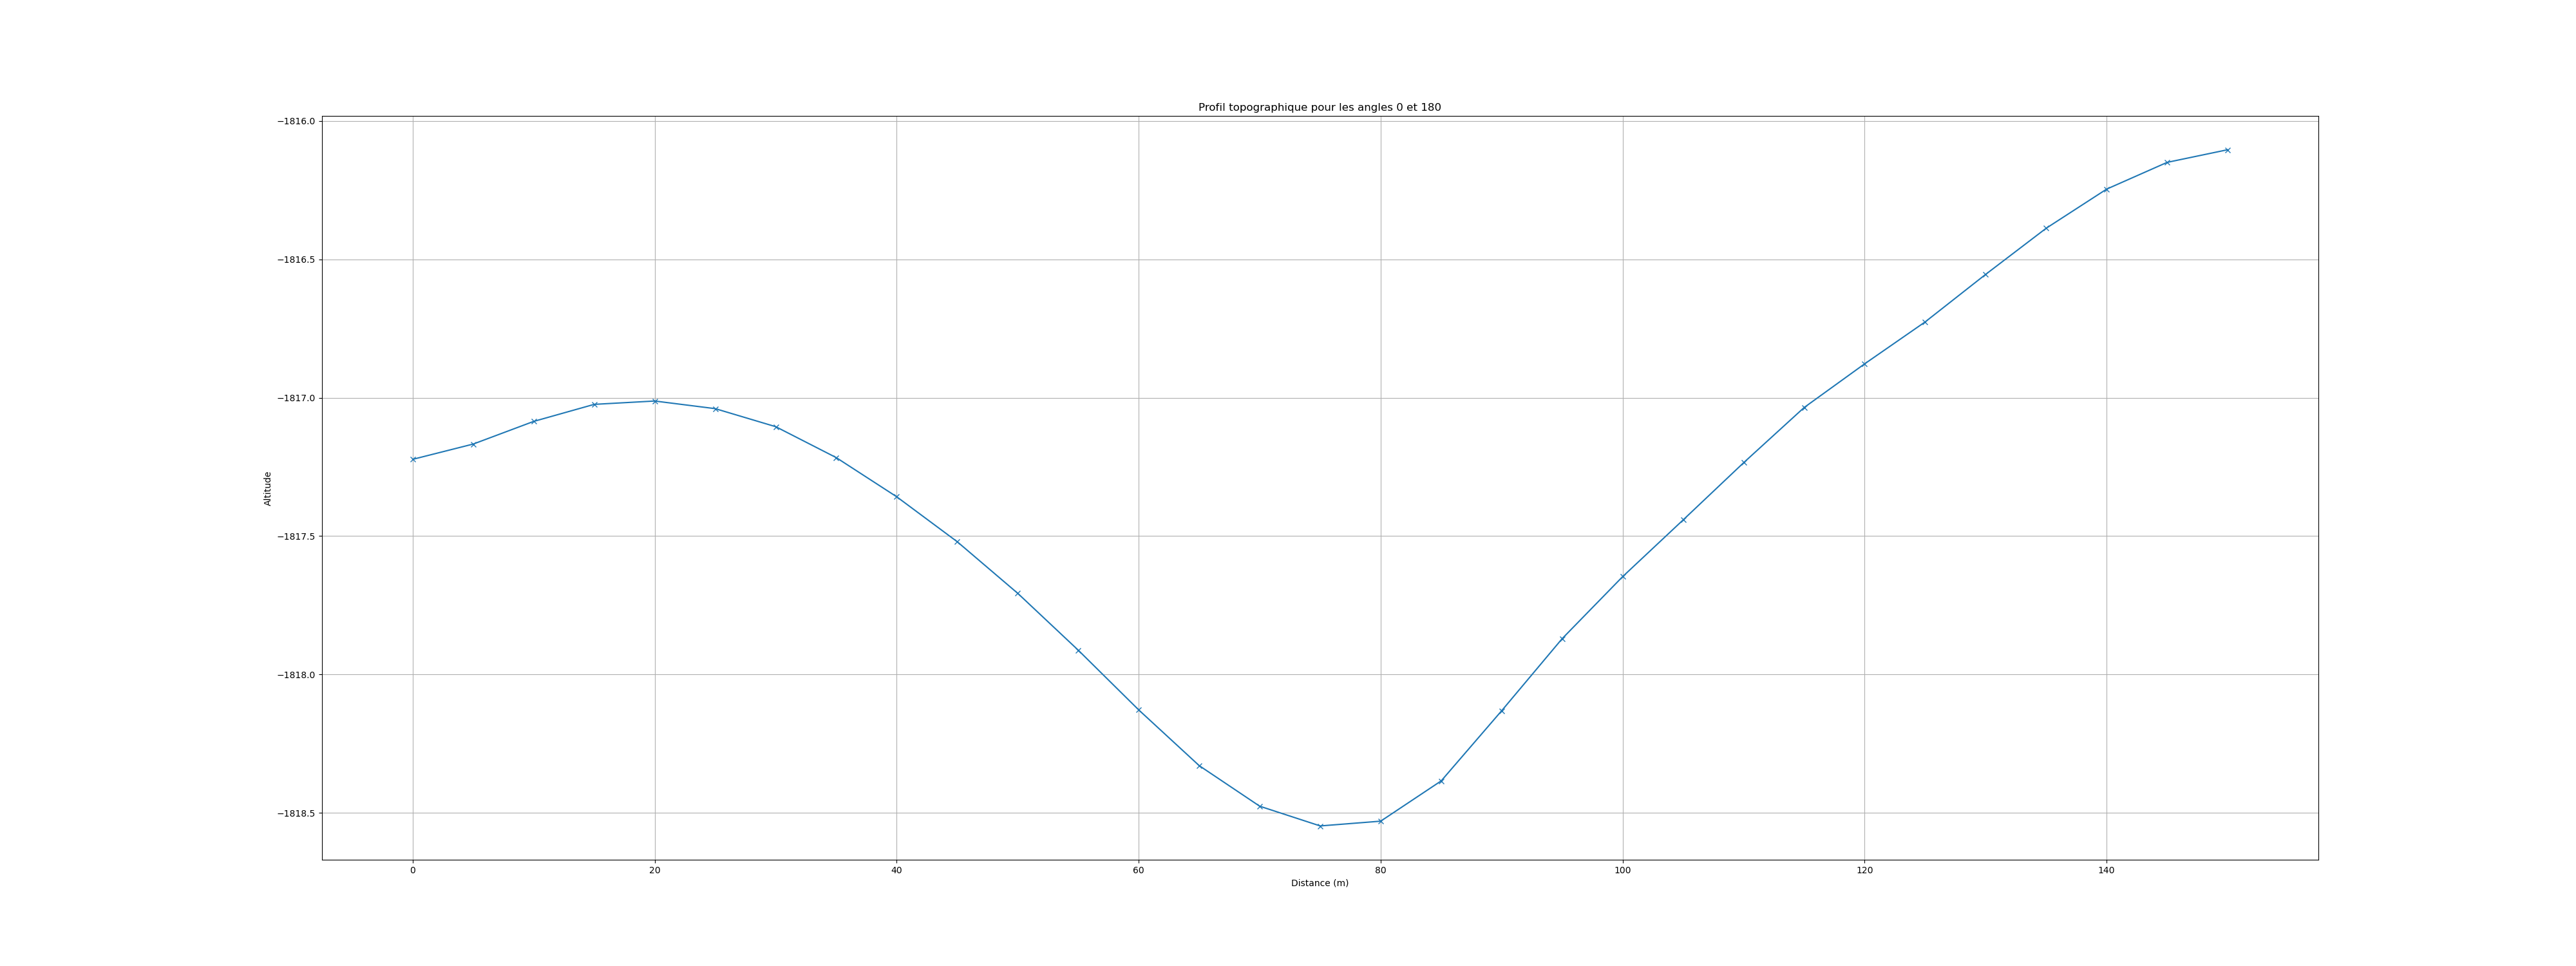 Profil topographique pour les angles 0 et 180
−1816.0
−1816.5
−1817.0
−1817.5
−1818.0
−1818.5
Altitude
0 20 40 60 80 100 120 140
Distance (m)